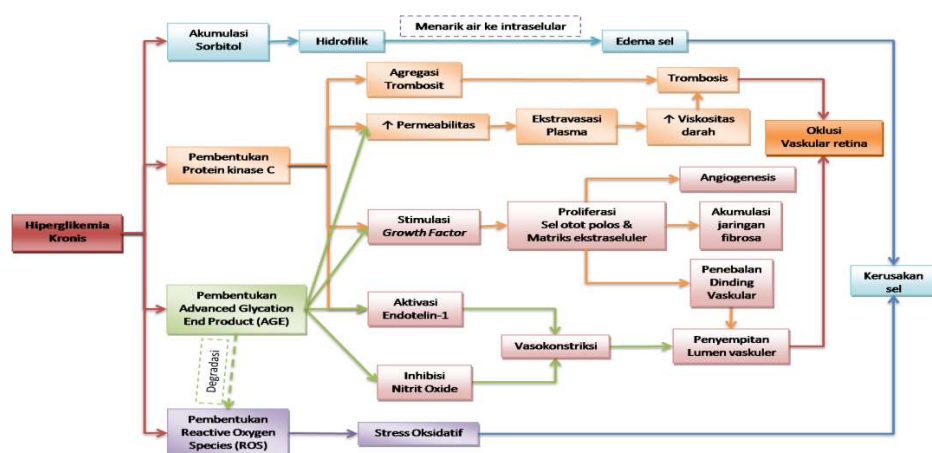 Menarik air ke intraselular
Akumulasi
Sorbitol
Hidrofilik
Edema sel
Agregasi
Trombosit
Trombosis
↑ Permeabilitas
Ekstravasasi
Plasma
↑ Viskositas
darah
Oklusi
Vaskular retina
Pembentukan
Protein kinase C
Angiogenesis
Hiperglikemia
Kronis
Stimulasi
Growth Factor
Proliferasi
Sel otot polos &
Matriks ekstraseluler
Akumulasi
jaringan
fibrosa
Penebalan
Dinding
Vaskular
Kerusakan
sel
Pembentukan
Advanced Glycation
End Product (AGE)
Aktivasi
Endotelin-1
Vasokonstriksi
Penyempitan
Lumen vaskuler
Degradasi
Inhibisi
Nitrit Oxide
Pembentukan
Reactive Oxygen
Species (ROS)
Stress Oksidatif